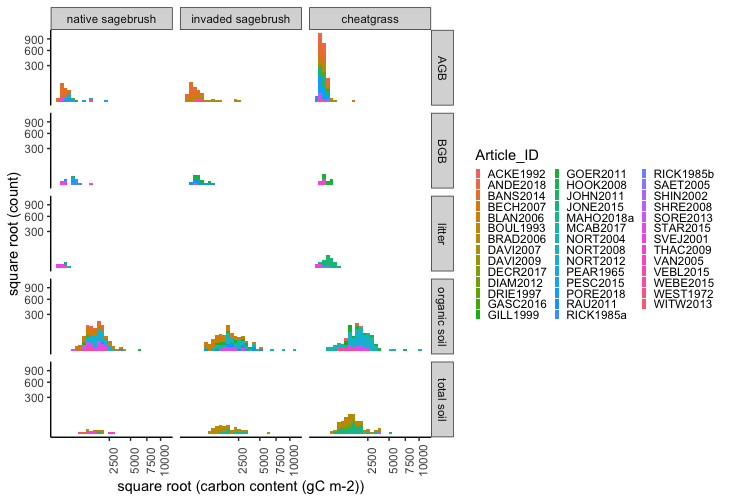 native sagebrush invaded sagebrush cheatgrass
900
600
300
AGB
900
600
300
BGB
900
600
300
litter
900
600
300
organic soil
900
600
300
total soil
2500 5000 7500 10000 2500 5000 7500 10000 2500 5000 7500 10000
square root (carbon content (gC m-2))
square root (count)
Article_ID
ACKE1992
ANDE2018
BANS2014
BECH2007
BLAN2006
BOUL1993
BRAD2006
DAVI2007
DAVI2009
DECR2017
DIAM2012
DRIE1997
GASC2016
GILL1999
GOER2011
HOOK2008
JOHN2011
JONE2015
MAHO2018a
MCAB2017
NORT2004
NORT2008
NORT2012
PEAR1965
PESC2015
PORE2018
RAU2011
RICK1985a
RICK1985b
SAET2005
SHIN2002
SHRE2008
SORE2013
STAR2015
SVEJ2001
THAC2009
VAN2005
VEBL2015
WEBE2015
WEST1972
WITW2013